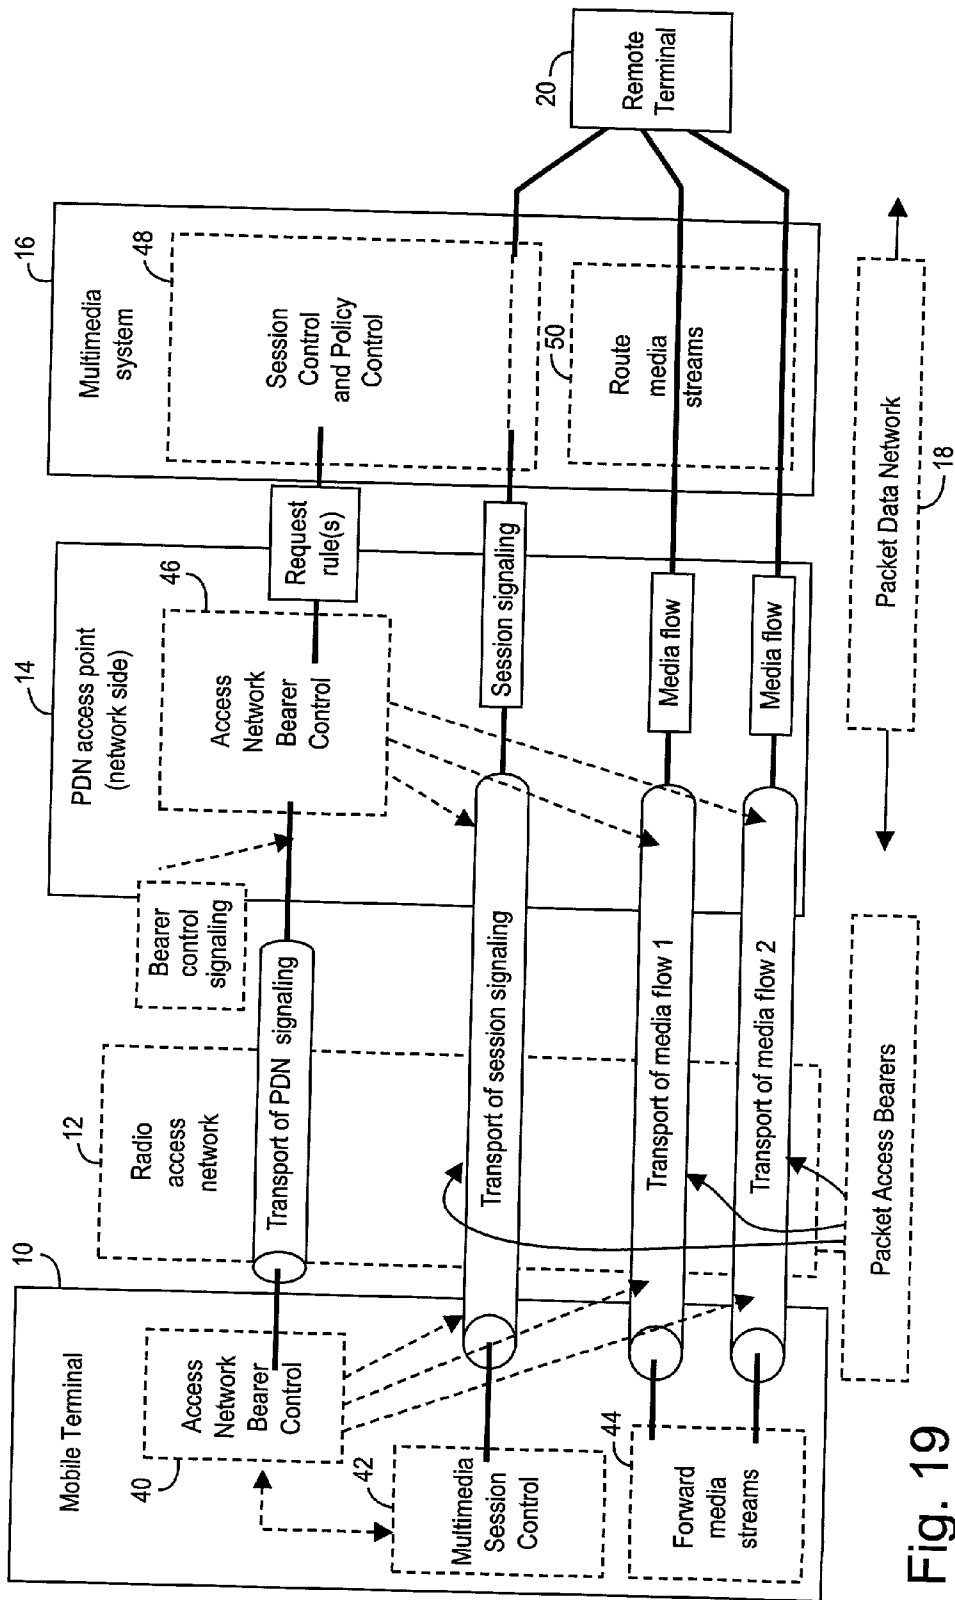 10
Mobile Terminal
Access
Network
Bearer
Control
40
42
Multimedia
Session
Control
44
Forward
media
streams
12
Radio
access
network
Transport of PDN signaling
Bearer
control
signaling
Transport of session signaling
Transport of media flow 1
Transport of media flow 2
Packet Access Bearers
14
PDN access point
(network side)
46
Access
Network
Bearer
Control
Request
rule(s)
Session signaling
Media flow
Media flow
16
Multimedia
system
48
Session
Control
and Policy
Control
50
Route
media
streams
Packet Data Network
18
20
Remote
Terminal
Fig. 19